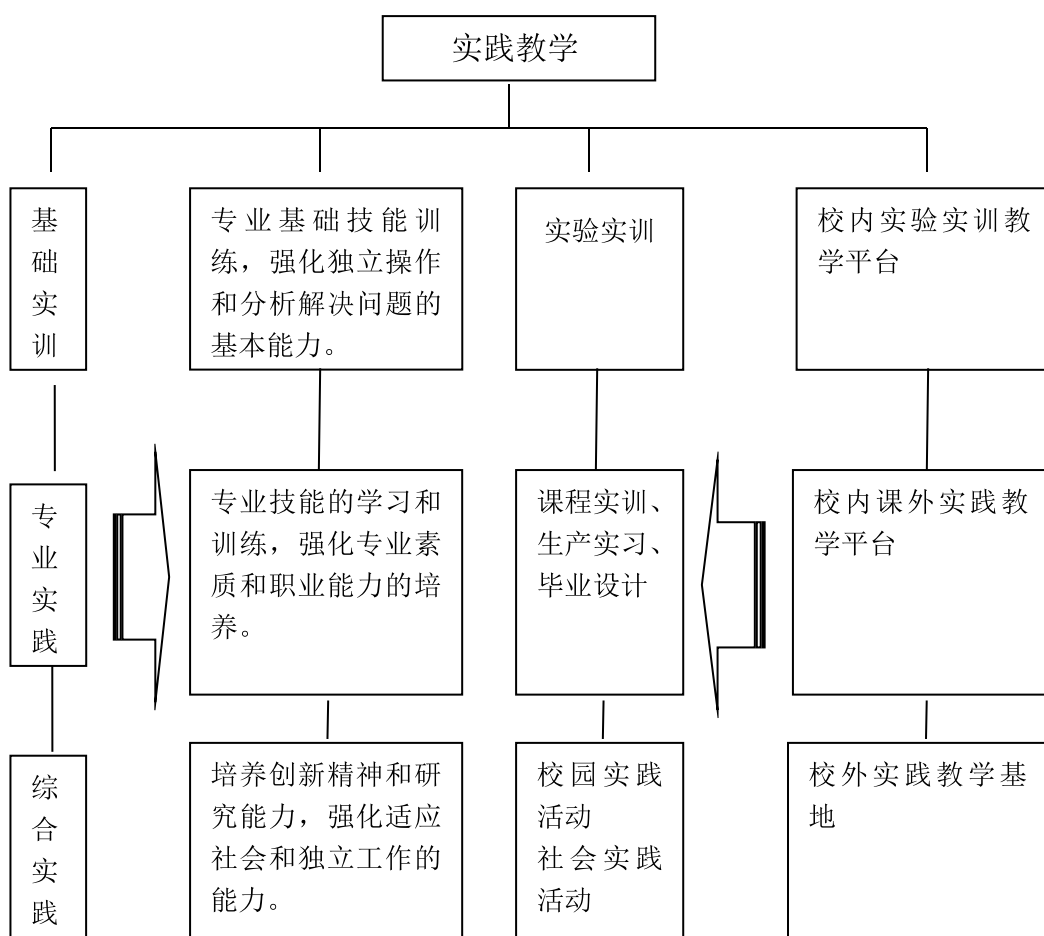 实践教学
基
础
实
训
专业基础技能训
练，强化独立操作
和分析解决问题的
基本能力。
实验实训
校内实验实训教
学平台
专
业
实
践
专业技能的学习和
训练，强化专业素
质和职业能力的培
养。
课程实训、
生产实习、
毕业设计
校内课外实践教
学平台
综
合
实
践
培养创新精神和研
究能力，强化适应
社会和独立工作的
能力。
校园实践
活动
社会实践
活动
校外实践教学基
地